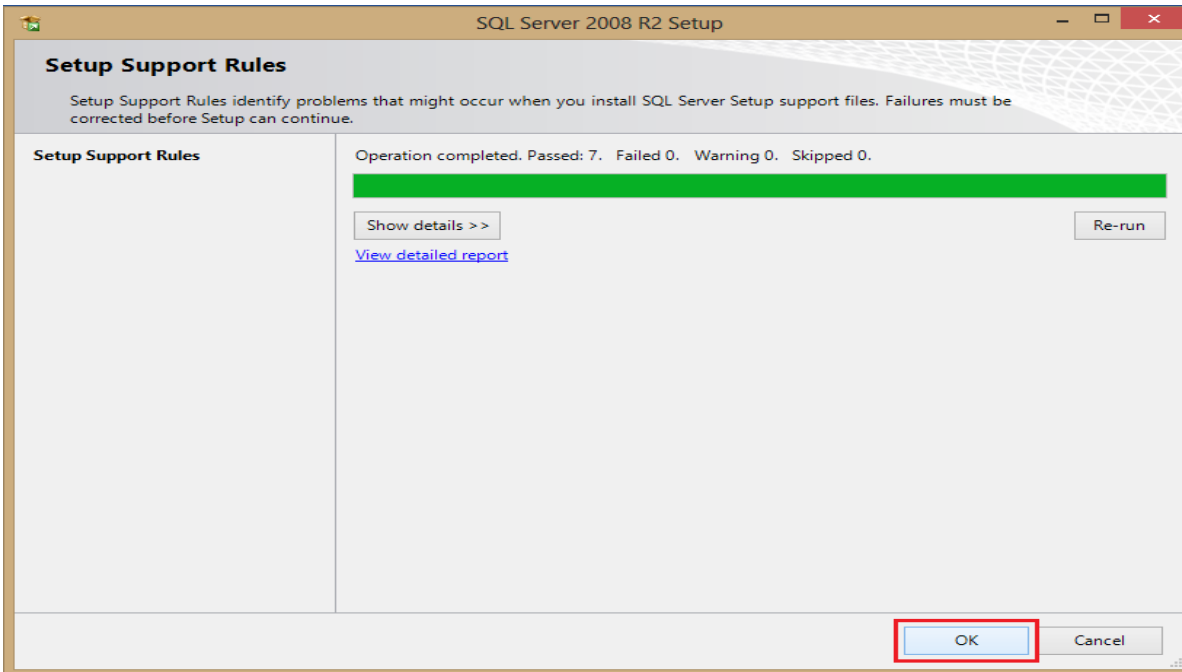 SQL Server 2008 R2 Setup
Setup Support Rules
Setup Support Rules identify problems that might occur when you install SQL Server Setup support files. Failures must be
corrected before Setup can continue.
Setup Support Rules
Operation completed. Passed: 7. Failed 0. Warning 0. Skipped 0.
Show details >>
Re-run
View detailed report
OK
Cancel